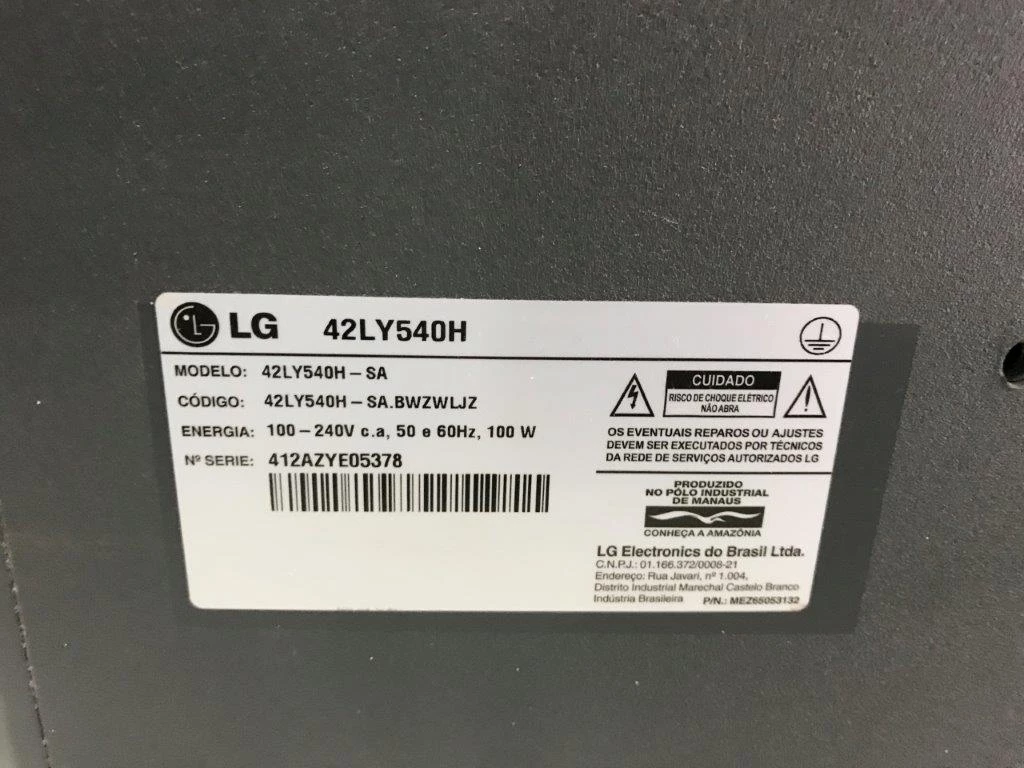 LG 42LY540H
MODELO: 42LY540H-SA
CÓDIGO: 42LY540H-SA.BWZWLJZ
ENERGIA: 100-240V c.a, 50 e 60Hz, 100 W
Nº SERIE: 412AZYE05378
CUIDADO
RISCO DE CHOQUE ELÉTRICO
NÃO ABRA
OS EVENTUAIS REPAROS OU AJUSTES
DEVEM SER EXECUTADOS POR TÉCNICOS
DA REDE DE SERVIÇOS AUTORIZADOS LG
PRODUZIDO
NO PÓLO INDUSTRIAL
DE MANAUS
CONHEÇA A AMAZÔNIA
LG Electronics do Brasil Ltda.
C.N.P.J.: 01.166.372/0008-21
Endereço: Rua Javari, nº 1.004,
Distrito Industrial Marechal Castelo Branco
Indústria Brasileira P/N.: MEZ65053132